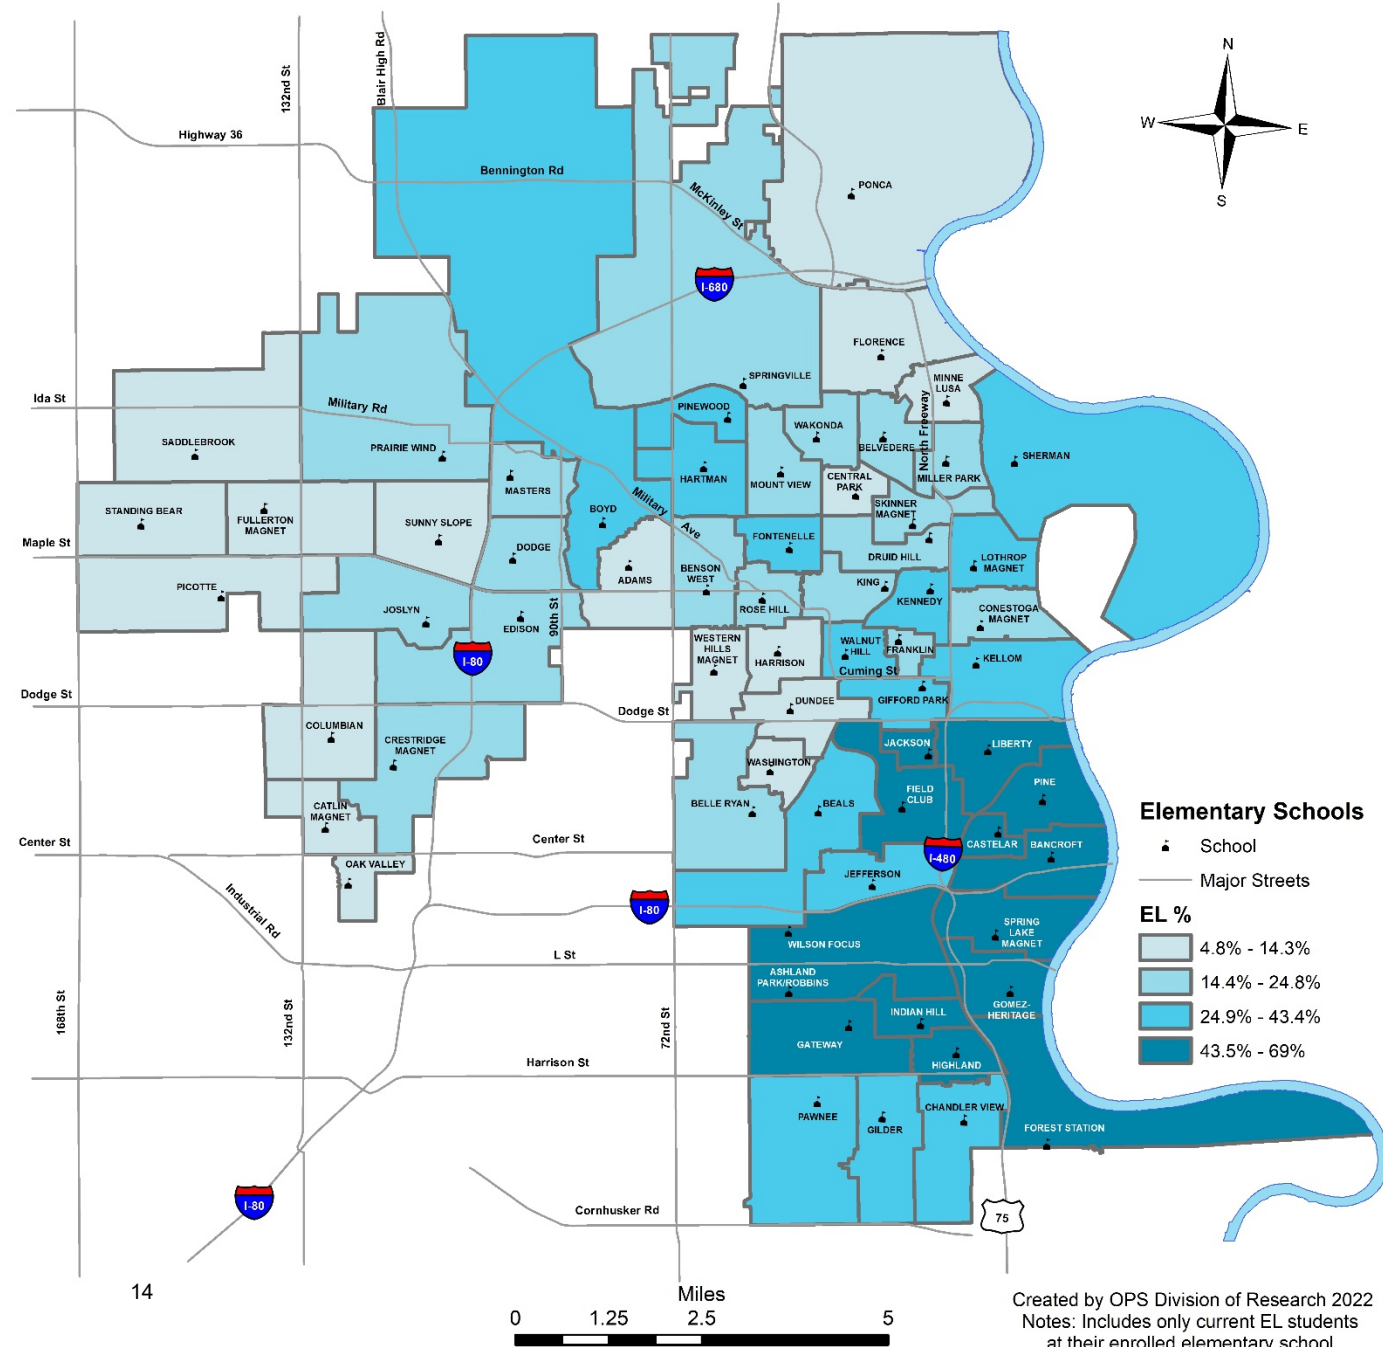 N
W
E
S
132nd St
Blair High Rd
Highway 36
Bennington Rd
McKinley St
PONCA
I-680
FLORENCE
SPRINGVILLE
MINNE
LUSA
Ida St
Military Rd
PINEWOOD
North Freeway
SADDLEBROOK
PRAIRIE WIND
WAKONDA
BELVEDERE
SHERMAN
MASTERS
HARTMAN
MOUNT VIEW
CENTRAL
PARK
MILLER PARK
STANDING BEAR
FULLERTON
MAGNET
SUNNY SLOPE
BOYD
Military
Ave
SKINNER
MAGNET
Maple St
DODGE
FONTENELLE
DRUID HILL
LOTHROP
MAGNET
PICOTTE
ADAMS
BENSON
WEST
KING
KENNEDY
JOSLYN
EDISON
90th St
ROSE HILL
CONESTOGA
MAGNET
I-80
WESTERN
HILLS
MAGNET
HARRISON
WALNUT
HILL
FRANKLIN
KELLOM
Cuming St
Dodge St
Dodge St
DUNDEE
GIFFORD PARK
COLUMBIAN
CRESTRIDGE
MAGNET
JACKSON
LIBERTY
WASHINGTON
PINE
CATLIN
MAGNET
BELLE RYAN
BEALS
FIELD
CLUB
Center St
Center St
I-480
CASTELAR
BANCROFT
OAK VALLEY
JEFFERSON
Industrial Rd
I-80
SPRING
LAKE
MAGNET
WILSON FOCUS
L St
ASHLAND
PARK/ROBBINS
168th St
132nd St
72nd St
INDIAN HILL
GOMEZ-
HERITAGE
GATEWAY
Harrison St
HIGHLAND
PAWNEE
GILDER
CHANDLER VIEW
FOREST STATION
I-80
Cornhusker Rd
75
Elementary Schools
School
Major Streets
EL %
4.8% - 14.3%
14.4% - 24.8%
24.9% - 43.4%
43.5% - 69%
14
Miles
0 1.25 2.5 5
Created by OPS Division of Research 2022
Notes: Includes only current EL students
at their enrolled elementary school